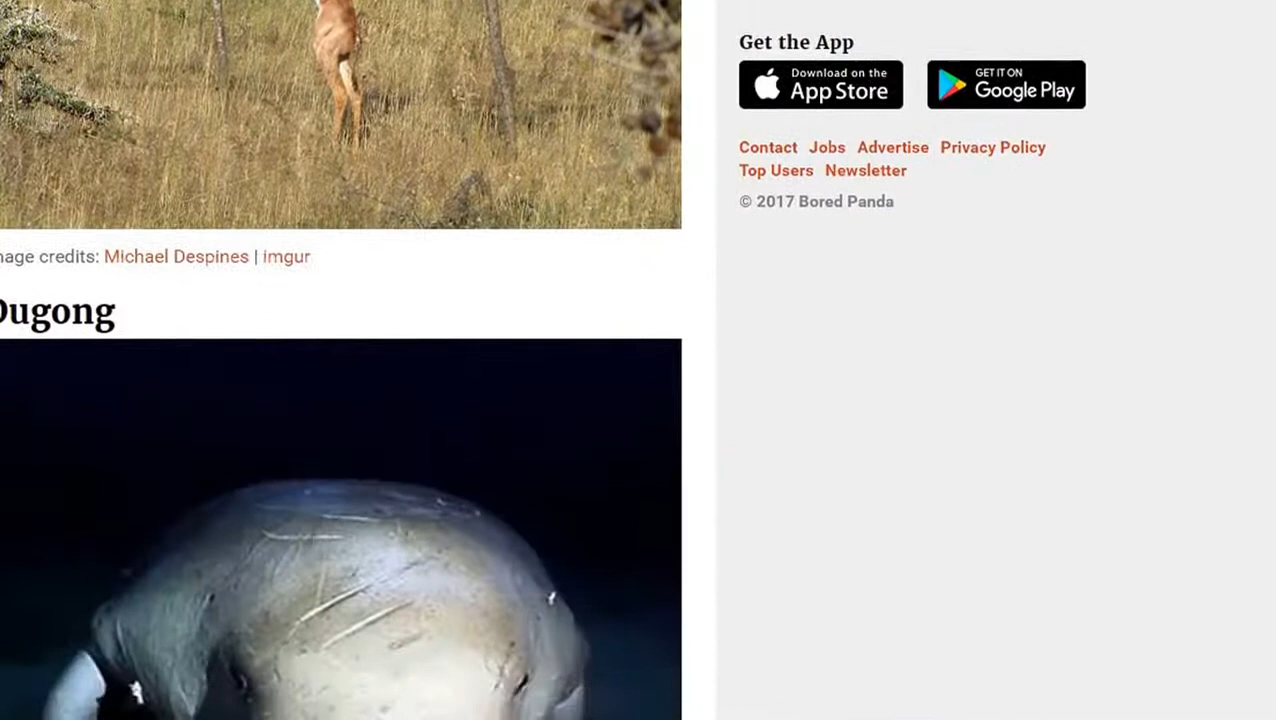 Get the App
Download on the
App Store
GET IT ON
Google Play
Contact Jobs Advertise Privacy Policy
Top Users Newsletter
© 2017 Bored Panda
credits: Michael Despines | imgur
Dugong